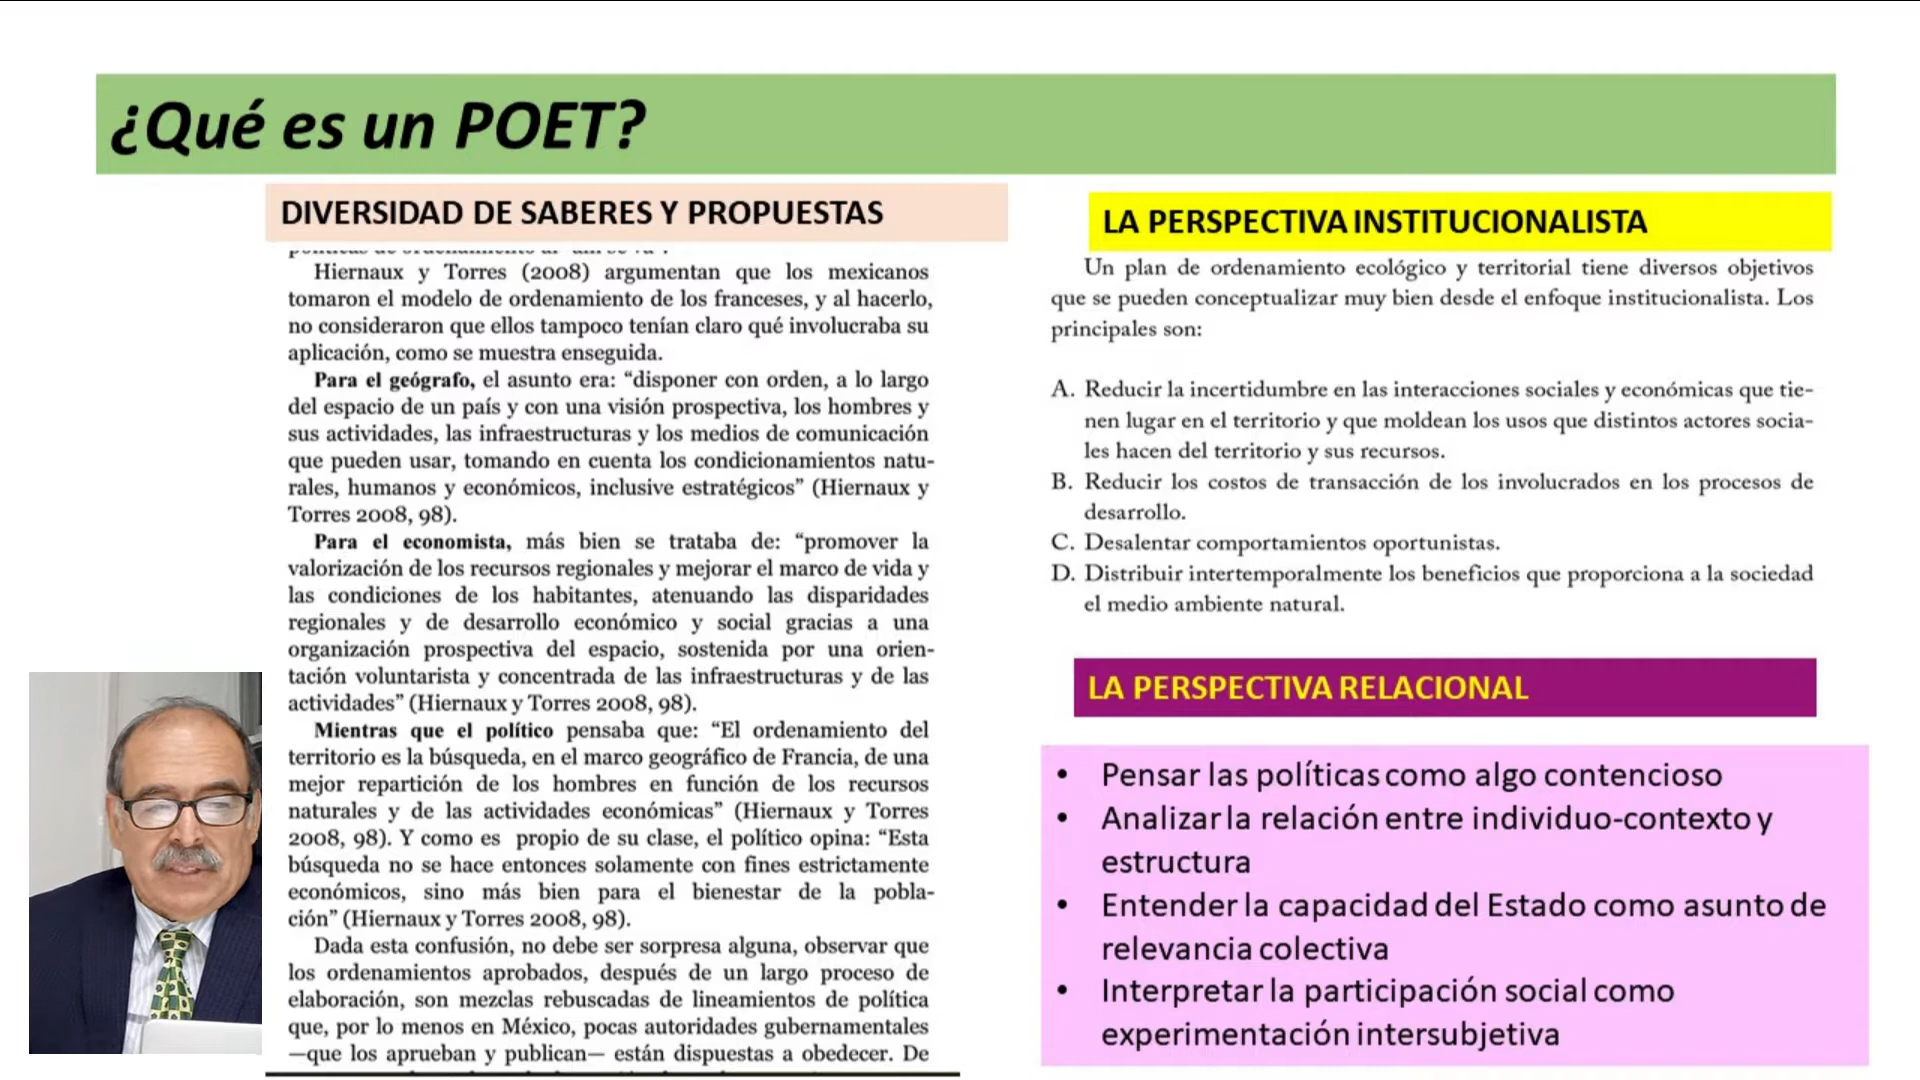 ¿Qué es un POET?
DIVERSIDAD DE SABERES Y PROPUESTAS
Hiernaux y Torres (2008) argumentan que los mexicanos
tomaron el modelo de ordenamiento de los franceses, y al hacerlo,
no consideraron que ellos tampoco tenían claro qué involucraba su
aplicación, como se muestra enseguida.
Para el geógrafo, el asunto era: “disponer con orden, a lo largo
del espacio de un país y con una visión prospectiva, los hombres y
sus actividades, las infraestructuras y los medios de comunicación
que pueden usar, tomando en cuenta los condicionamientos natu-
rales, humanos y económicos, inclusive estratégicos” (Hiernaux y
Torres 2008, 98).
Para el economista, más bien se trataba de: “promover la
valorización de los recursos regionales y mejorar el marco de vida y
las condiciones de los habitantes, atenuando las disparidades
regionales y de desarrollo económico y social gracias a una
organización prospectiva del espacio, sostenida por una orien-
tación voluntarista y concentrada de las infraestructuras y de las
actividades” (Hiernaux y Torres 2008, 98).
Mientras que el político pensaba que: “El ordenamiento del
territorio es la búsqueda, en el marco geográfico de Francia, de una
mejor repartición de los hombres en función de los recursos
naturales y de las actividades económicas” (Hiernaux y Torres
2008, 98). Y como es propio de su clase, el político opina: “Esta
búsqueda no se hace entonces solamente con fines estrictamente
económicos, sino más bien para el bienestar de la pobla-
ción” (Hiernaux y Torres 2008, 98).
Dada esta confusión, no debe ser sorpresa alguna, observar que
los ordenamientos aprobados, después de un largo proceso de
elaboración, son mezclas rebuscadas de lineamientos de política
que, por lo menos en México, pocas autoridades gubernamentales
—que los aprueban y publican— están dispuestas a obedecer. De
LA PERSPECTIVA INSTITUCIONALISTA
Un plan de ordenamiento ecológico y territorial tiene diversos objetivos
que se pueden conceptualizar muy bien desde el enfoque institucionalista. Los
principales son:
A. Reducir la incertidumbre en las interacciones sociales y económicas que tie-
nen lugar en el territorio y que moldean los usos que distintos actores socia-
les hacen del territorio y sus recursos.
B. Reducir los costos de transacción de los involucrados en los procesos de
desarrollo.
C. Desalentar comportamientos oportunistas.
D. Distribuir intertemporalmente los beneficios que proporciona a la sociedad
el medio ambiente natural.
LA PERSPECTIVA RELACIONAL
• Pensar las políticas como algo contencioso
• Analizar la relación entre individuo-contexto y
estructura
• Entender la capacidad del Estado como asunto de
relevancia colectiva
• Interpretar la participación social como
experimentación intersubjetiva